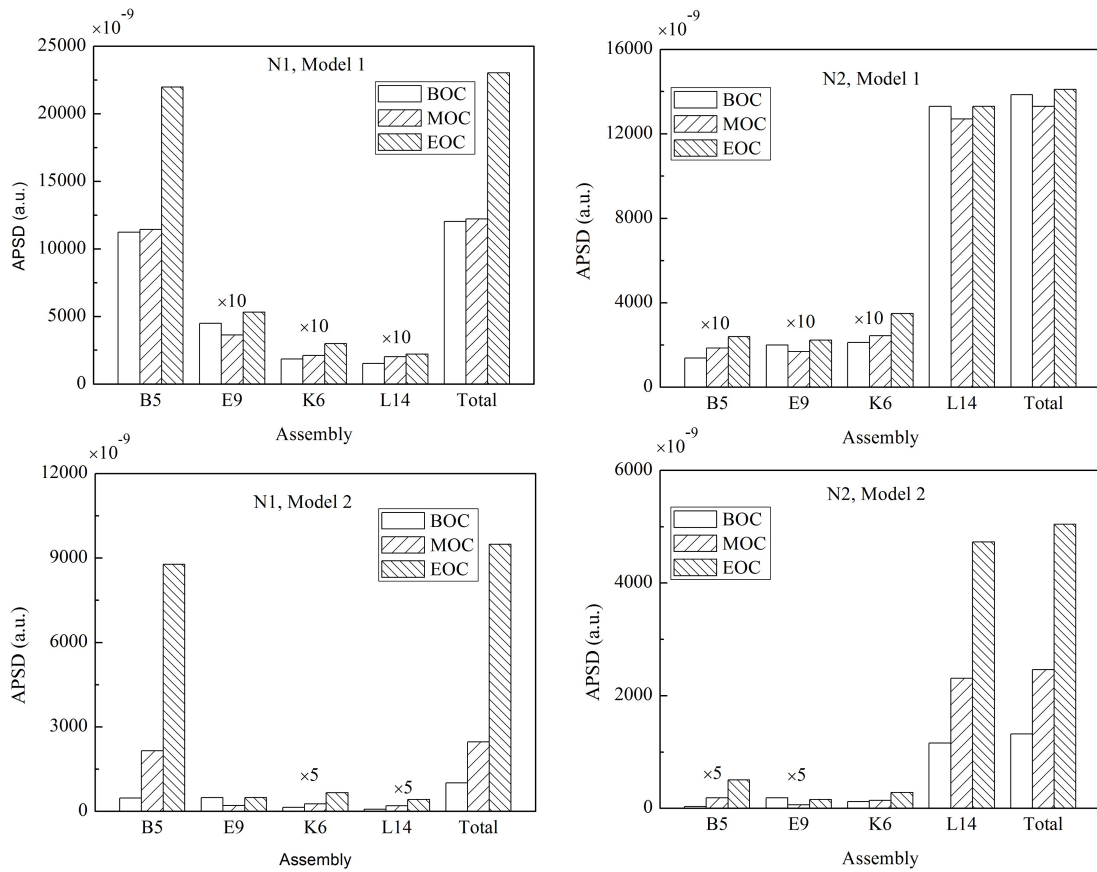 ×10⁻⁹
25000
20000
15000
10000
5000
0
APSD (a.u.)
N1, Model 1
BOC
MOC
EOC
×10
×10
×10
B5 E9 K6 L14 Total
Assembly
×10⁻⁹
16000
12000
8000
4000
0
APSD (a.u.)
N2, Model 1
BOC
MOC
EOC
×10
×10
×10
B5 E9 K6 L14 Total
Assembly
×10⁻⁹
12000
9000
6000
3000
0
APSD (a.u.)
N1, Model 2
BOC
MOC
EOC
×5
×5
B5 E9 K6 L14 Total
Assembly
×10⁻⁹
6000
4000
2000
0
APSD (a.u.)
N2, Model 2
BOC
MOC
EOC
×5
×5
B5 E9 K6 L14 Total
Assembly